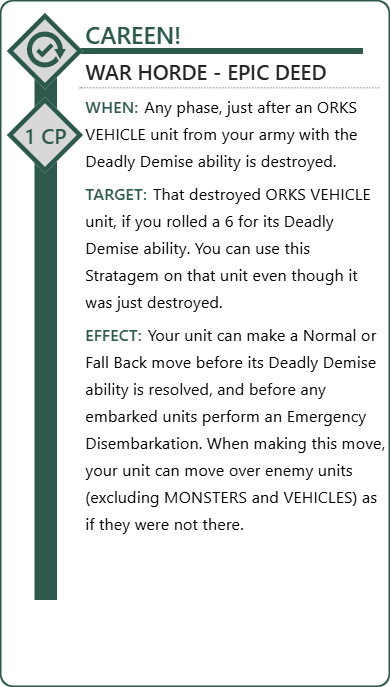 CAREEN!
WAR HORDE - EPIC DEED
1 CP
WHEN: Any phase, just after an ORKS
VEHICLE unit from your army with the
Deadly Demise ability is destroyed.
TARGET: That destroyed ORKS VEHICLE
unit, if you rolled a 6 for its Deadly
Demise ability. You can use this
Stratagem on that unit even though it
was just destroyed.
EFFECT: Your unit can make a Normal or
Fall Back move before its Deadly Demise
ability is resolved, and before any
embarked units perform an Emergency
Disembarkation. When making this move,
your unit can move over enemy units
(excluding MONSTERS and VEHICLES) as
if they were not there.